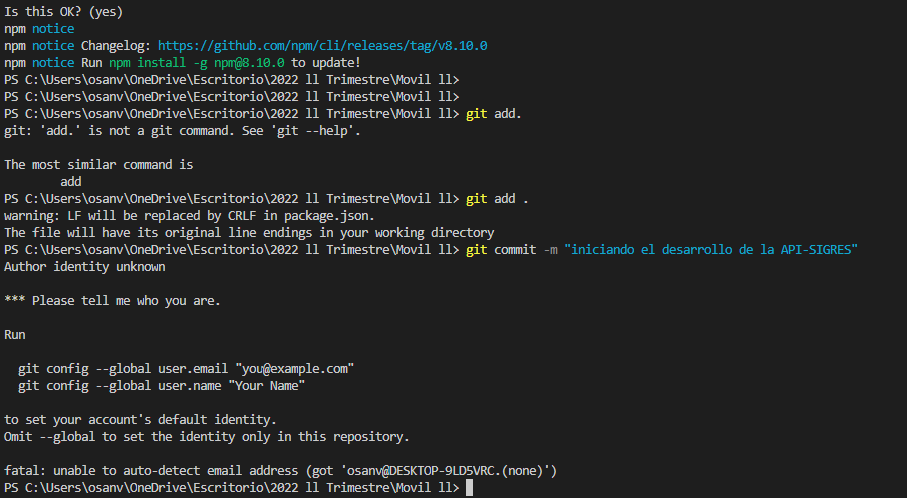 Is this OK? (yes)
npm notice
npm notice Changelog: https://github.com/npm/cli/releases/tag/v8.10.0
npm notice Run npm install -g npm@8.10.0 to update!
PS C:\Users\osanv\OneDrive\Escritorio\2022 ll Trimestre\Movil ll>
PS C:\Users\osanv\OneDrive\Escritorio\2022 ll Trimestre\Movil ll>
PS C:\Users\osanv\OneDrive\Escritorio\2022 ll Trimestre\Movil ll> git add.
git: 'add.' is not a git command. See 'git --help'.

The most similar command is
        add
PS C:\Users\osanv\OneDrive\Escritorio\2022 ll Trimestre\Movil ll> git add .
warning: LF will be replaced by CRLF in package.json.
The file will have its original line endings in your working directory
PS C:\Users\osanv\OneDrive\Escritorio\2022 ll Trimestre\Movil ll> git commit -m "iniciando el desarrollo de la API-SIGRES"
Author identity unknown

*** Please tell me who you are.

Run

  git config --global user.email "you@example.com"
  git config --global user.name "Your Name"

to set your account's default identity.
Omit --global to set the identity only in this repository.

fatal: unable to auto-detect email address (got 'osanv@DESKTOP-9LD5VRC.(none)')
PS C:\Users\osanv\OneDrive\Escritorio\2022 ll Trimestre\Movil ll>